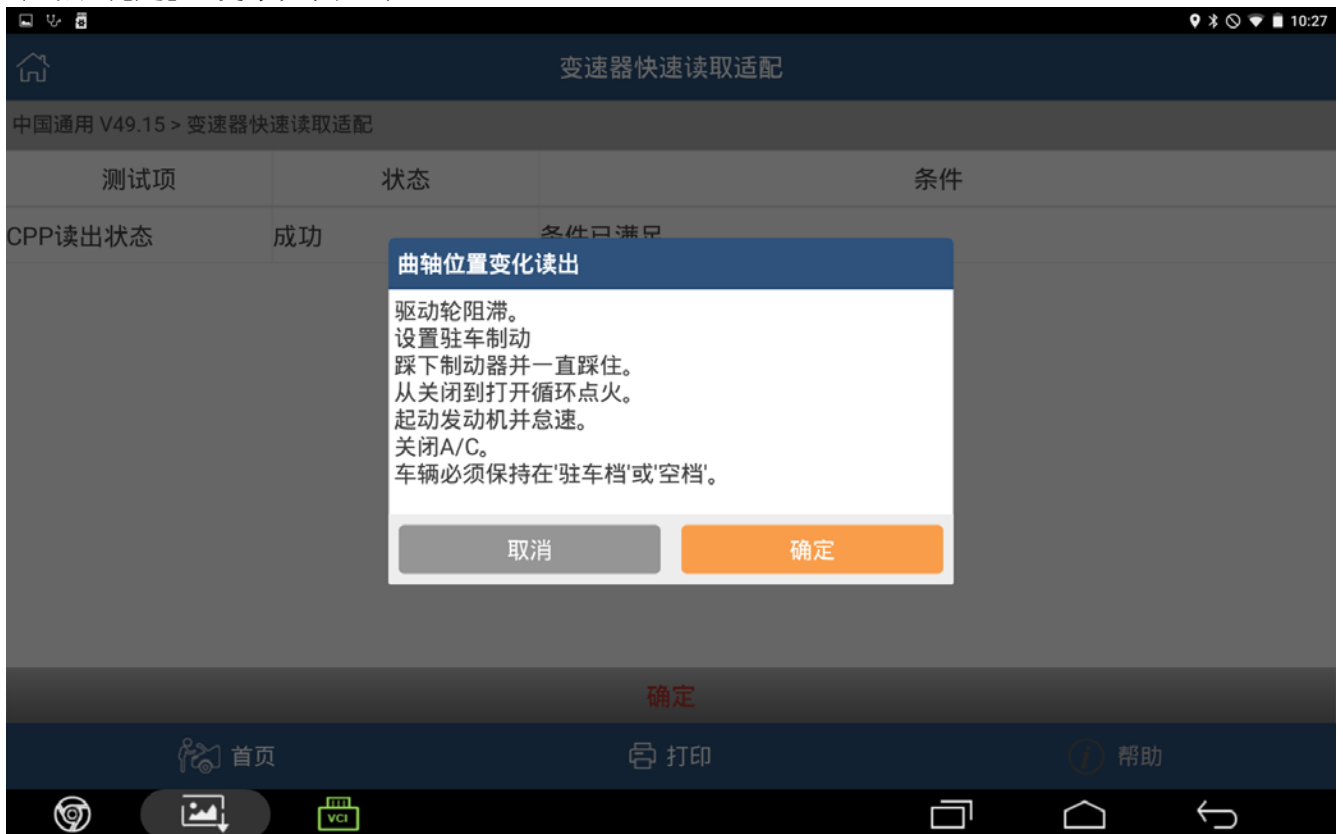 10:27
变速器快速读取适配
中国通用 V49.15 > 变速器快速读取适配
测试项 状态 条件
CPP读出状态 成功 条件已满足
曲轴位置变化读出
驱动轮阻滞。
设置驻车制动
踩下制动器并一直踩住。
从关闭到打开循环点火。
起动发动机并怠速。
关闭A/C。
车辆必须保持在'驻车档'或'空档'。
取消 确定
确定
首页 打印 帮助
VCI